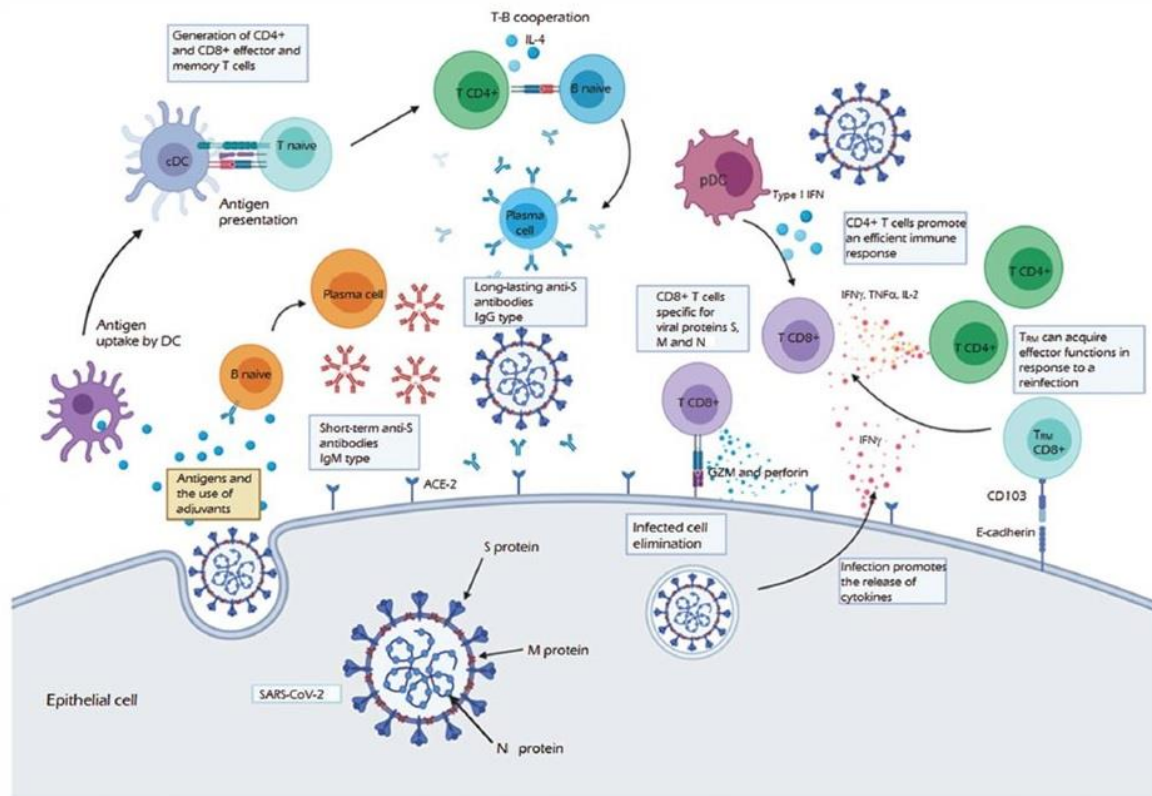 T-B cooperation
IL-4
Generation of CD4+
and CD8+ effector and
memory T cells
T CD4+
B naive
cDC
T naive
Antigen
presentation
pDC
Type I IFN
Plasma
cell
CD4+ T cells promote
an efficient immune
response
T CD4+
Plasma cell
Long-lasting anti-S
antibodies
IgG type
CD8+ T cells
specific for
viral proteins S,
M and N
IFNγ, TNFα, IL-2
T CD8+
T CD4+
TRM can acquire
effector functions in
response to a
reinfection
Antigen
uptake by DC
B naive
T CD8+
Short-term anti-S
antibodies
IgM type
IFNγ
TRM
CD8+
GZM and perforin
ACE-2
Antigens and
the use of
adjuvants
CD103
E-cadherin
Infected cell
elimination
S protein
Infection promotes
the release of
cytokines
M protein
SARS-CoV-2
Epithelial cell
N protein